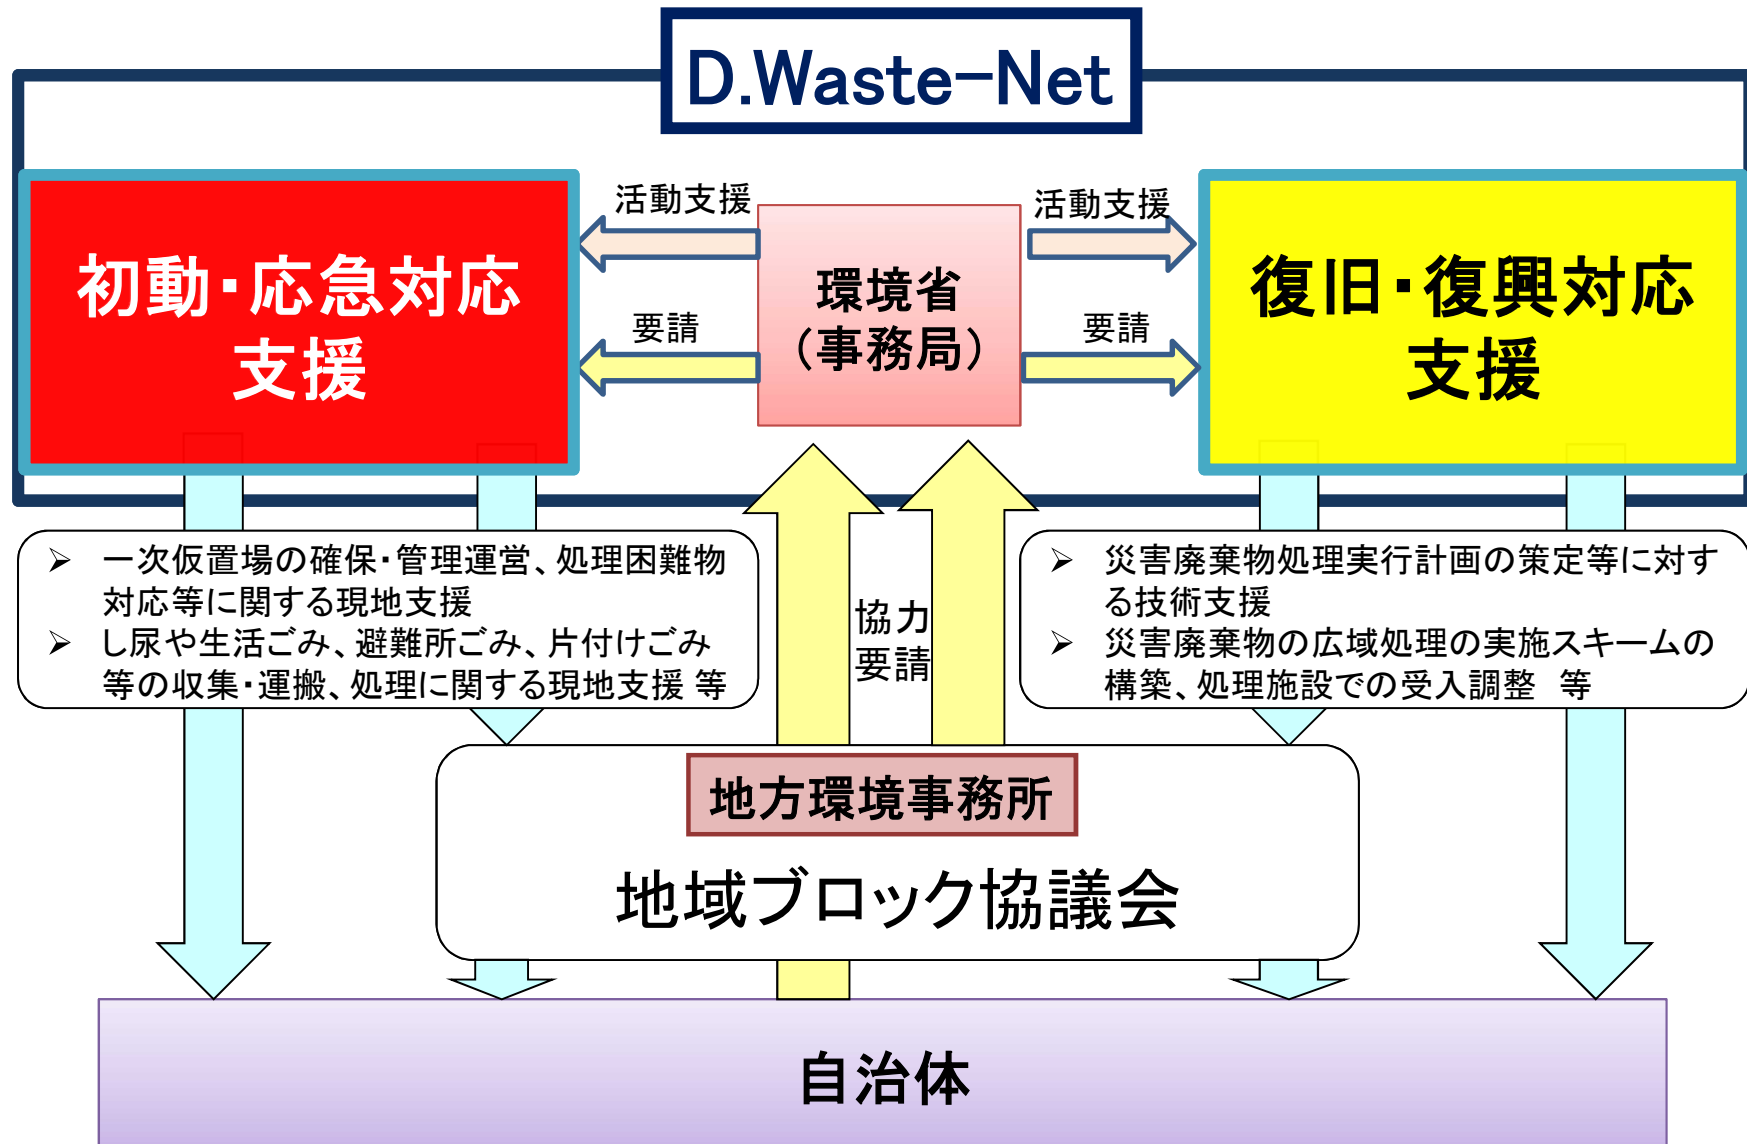 D.Waste−Net
活動支援
活動支援
初動・応急対応
支援
環境省
（事務局）
復旧・復興対応
支援
要請
要請
➢ 一次仮置場の確保・管理運営、処理困難物
対応等に関する現地支援
➢ し尿や生活ごみ、避難所ごみ、片付けごみ
等の収集・運搬、処理に関する現地支援 等
協力
要請
➢ 災害廃棄物処理実行計画の策定等に対す
る技術支援
➢ 災害廃棄物の広域処理の実施スキームの
構築、処理施設での受入調整　等
地方環境事務所
地域ブロック協議会
自治体